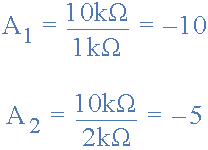 A₁ = 10kΩ / 1kΩ = −10
A₂ = 10kΩ / 2kΩ = −5